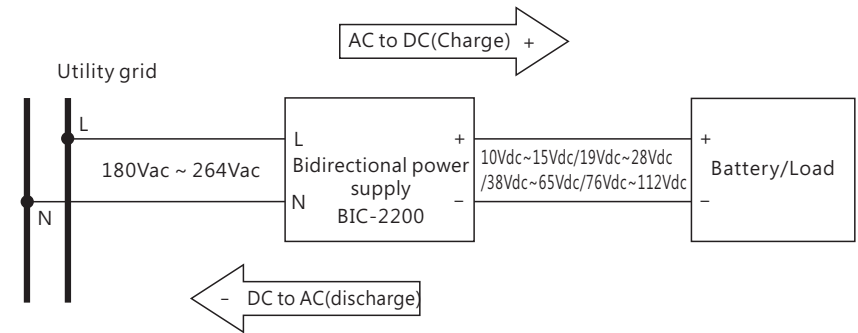 AC to DC(Charge) +
Utility grid
L
180Vac ~ 264Vac
N
L
N
Bidirectional power
supply
BIC-2200
+
−
10Vdc~15Vdc/19Vdc~28Vdc
/38Vdc~65Vdc/76Vdc~112Vdc
+
−
Battery/Load
− DC to AC(discharge)